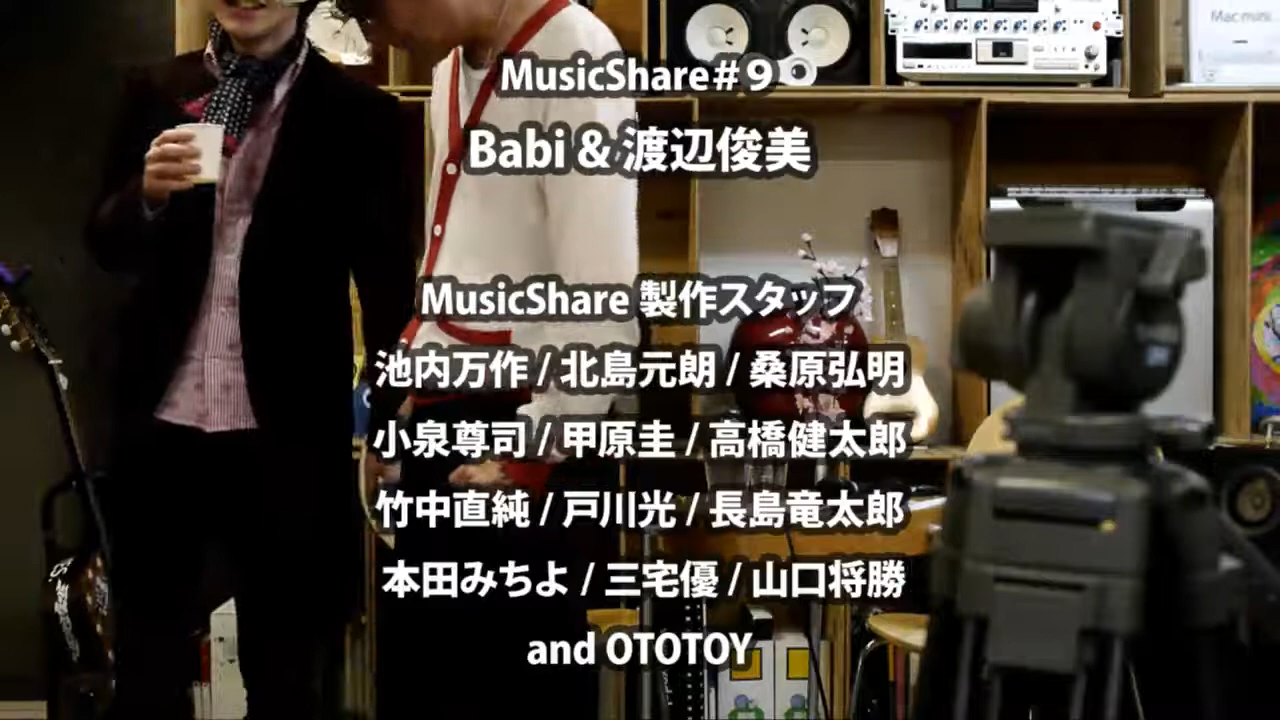 MusicShare#9
Mac mini
Babi & 渡辺俊美
MusicShare 製作スタッフ
池内万作 / 北島元朗 / 桑原弘明
小泉尊司 / 甲原圭 / 高橋健太郎
竹中直純 / 戸川光 / 長島竜太郎
本田みちよ / 三宅優 / 山口将勝
and OTOTOY